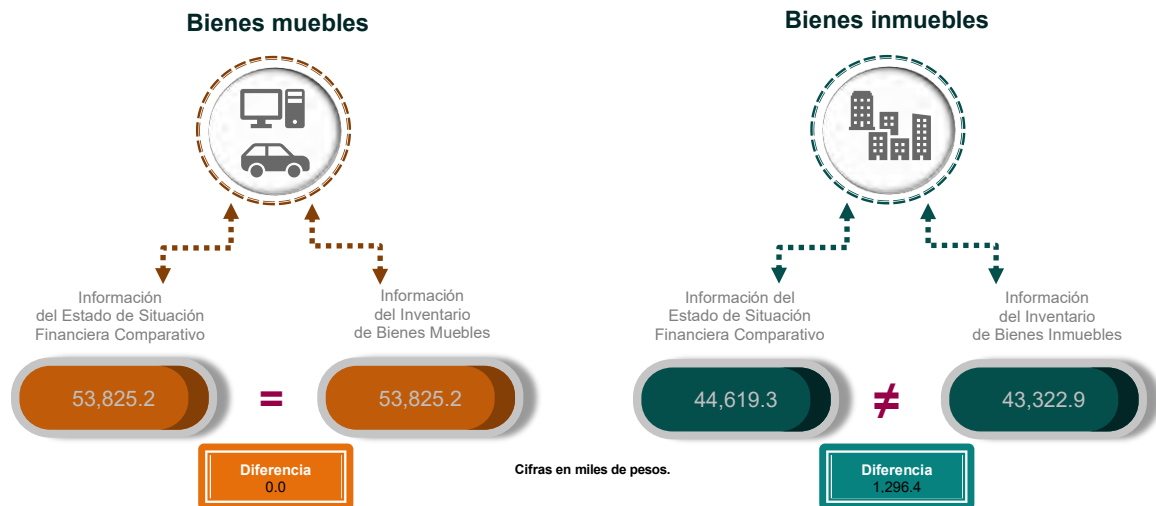 Bienes muebles
Información
del Estado de Situación
Financiera Comparativo
Información
del Inventario
de Bienes Muebles
53,825.2
=
53,825.2
Diferencia
0.0
Cifras en miles de pesos.
Bienes inmuebles
Información del
Estado de Situación
Financiera Comparativo
Información
del Inventario
de Bienes Inmuebles
44,619.3
≠
43,322.9
Diferencia
1,296.4